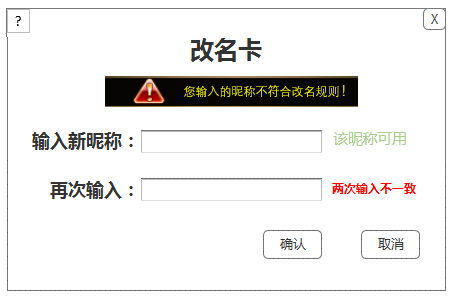 ?
X
改名卡
您输入的昵称不符合改名规则！
输入新昵称： 该昵称可用
再次输入： 两次输入不一致
确认 取消